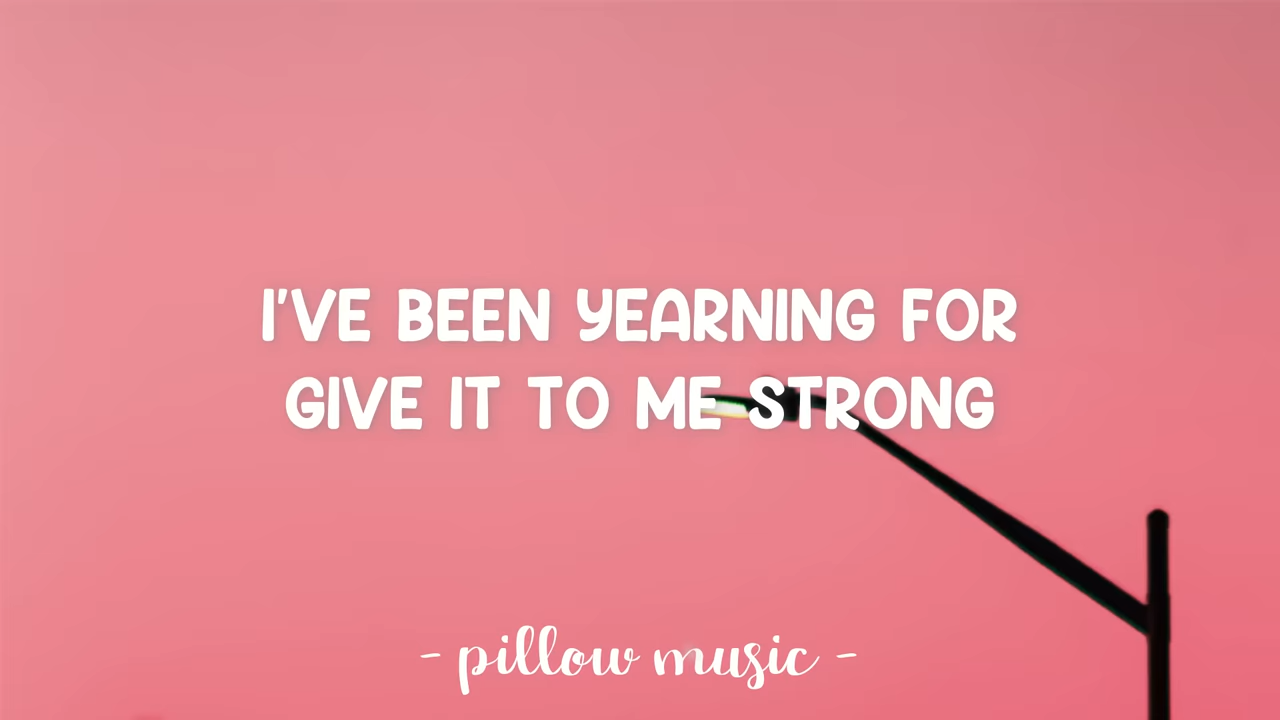 I'VE BEEN YEARNING FOR
GIVE IT TO ME STRONG
- pillow music -